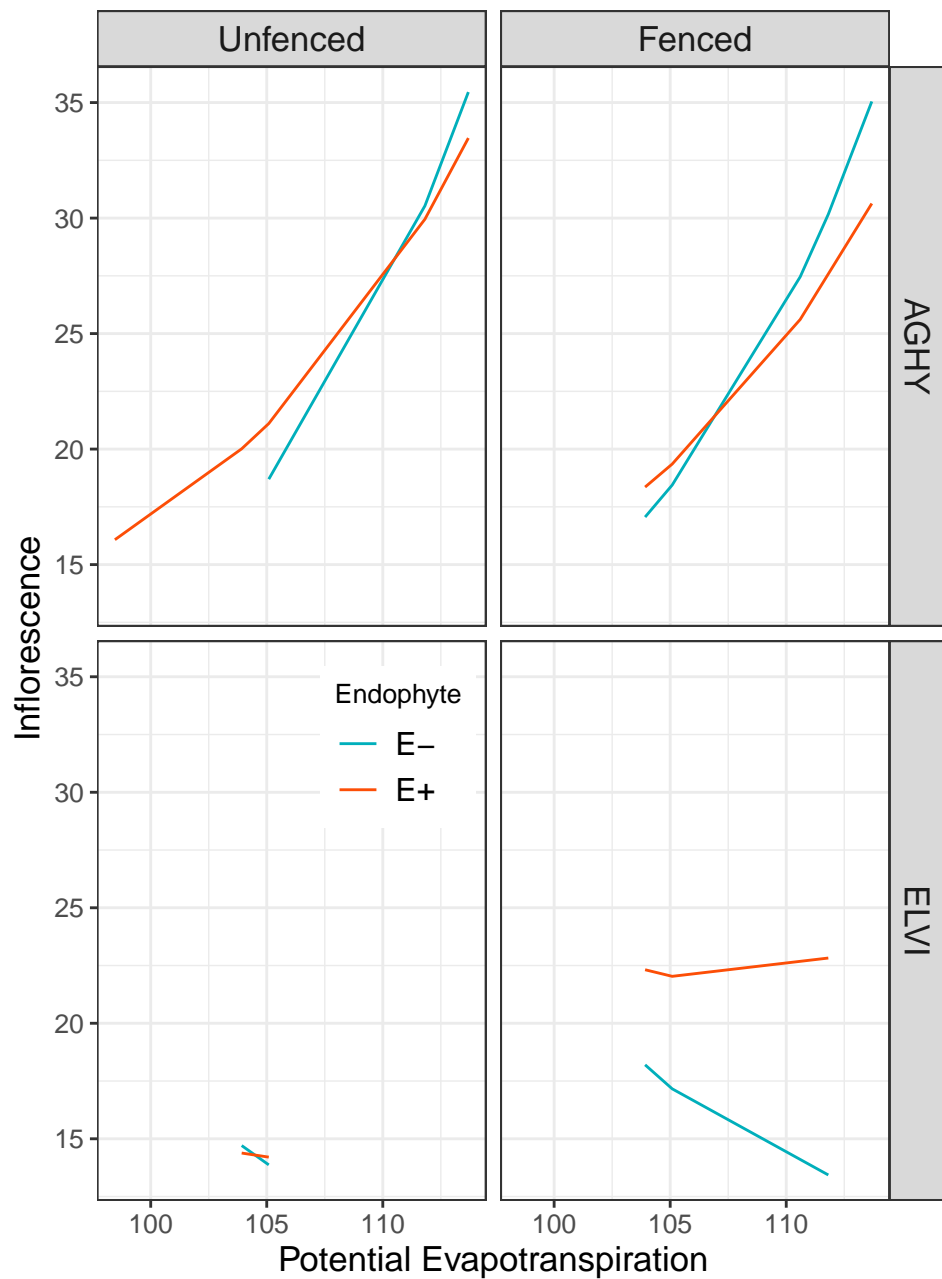 Unfenced
Fenced
35
30
25
20
15
AGHY
Inflorescence
35
30
25
20
15
Endophyte
E−
E+
ELVI
100
105
110
100
105
110
Potential Evapotranspiration